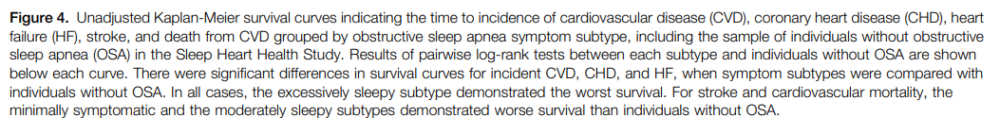 Figure 4. Unadjusted Kaplan-Meier survival curves indicating the time to incidence of cardiovascular disease (CVD), coronary heart disease (CHD), heart
failure (HF), stroke, and death from CVD grouped by obstructive sleep apnea symptom subtype, including the sample of individuals without obstructive
sleep apnea (OSA) in the Sleep Heart Health Study. Results of pairwise log-rank tests between each subtype and individuals without OSA are shown
below each curve. There were significant differences in survival curves for incident CVD, CHD, and HF, when symptom subtypes were compared with
individuals without OSA. In all cases, the excessively sleepy subtype demonstrated the worst survival. For stroke and cardiovascular mortality, the
minimally symptomatic and the moderately sleepy subtypes demonstrated worse survival than individuals without OSA.